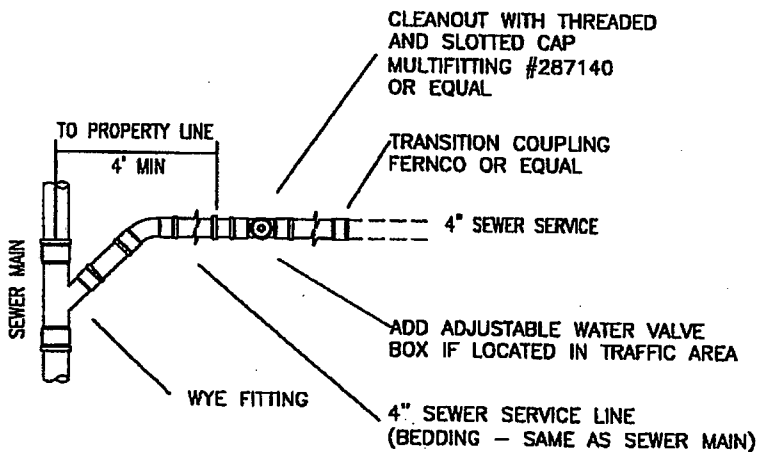 CLEANOUT WITH THREADED
AND SLOTTED CAP
MULTIFITTING #287140
OR EQUAL
TO PROPERTY LINE
4' MIN
TRANSITION COUPLING
FERNCO OR EQUAL
4" SEWER SERVICE
SEWER MAIN
ADD ADJUSTABLE WATER VALVE
BOX IF LOCATED IN TRAFFIC AREA
WYE FITTING
4" SEWER SERVICE LINE
(BEDDING – SAME AS SEWER MAIN)